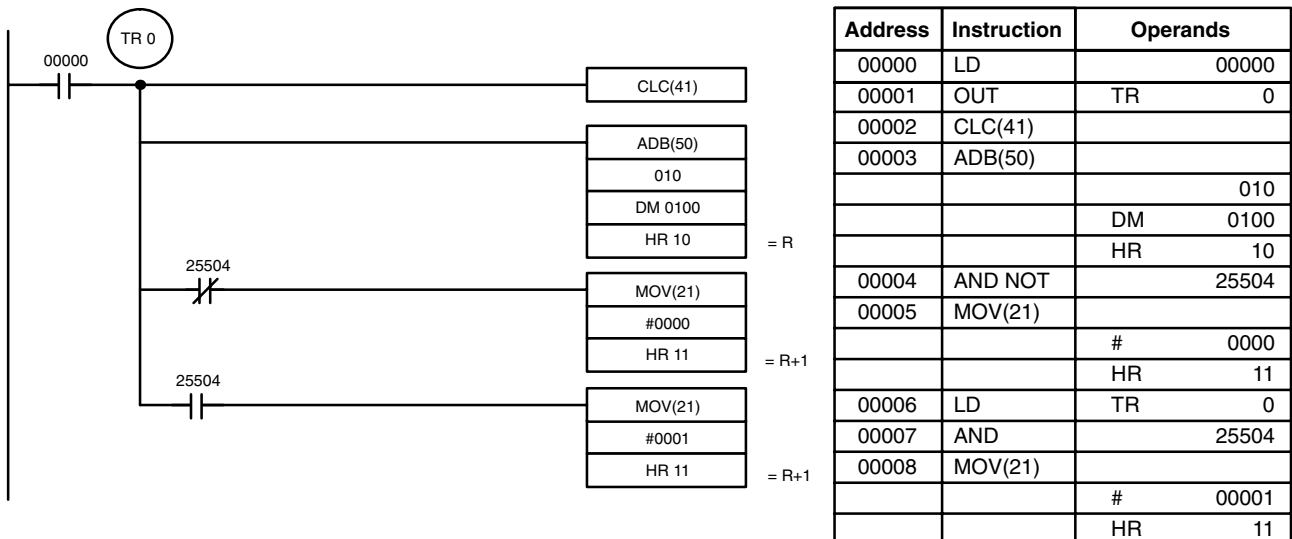 TR 0
00000
CLC(41)
ADB(50)
010
DM 0100
HR 10
= R
25504
MOV(21)
#0000
HR 11
= R+1
25504
MOV(21)
#0001
HR 11
= R+1
Address Instruction Operands
00000 LD 00000
00001 OUT TR 0
00002 CLC(41)
00003 ADB(50)
010
DM 0100
HR 10
00004 AND NOT 25504
00005 MOV(21)
# 0000
HR 11
00006 LD TR 0
00007 AND 25504
00008 MOV(21)
# 00001
HR 11